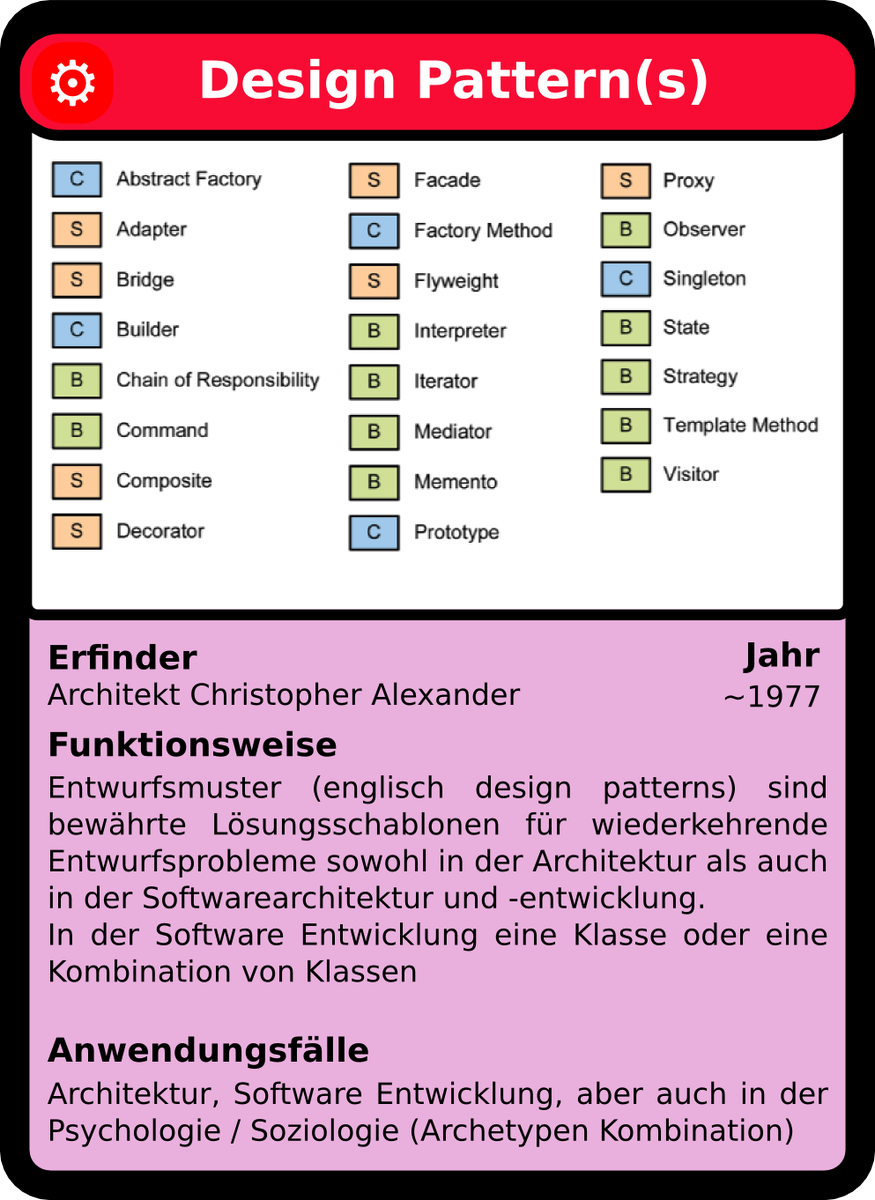 Design Pattern(s)
C Abstract Factory
S Adapter
S Bridge
C Builder
B Chain of Responsibility
B Command
S Composite
S Decorator
S Facade
C Factory Method
S Flyweight
B Interpreter
B Iterator
B Mediator
B Memento
C Prototype
S Proxy
B Observer
C Singleton
B State
B Strategy
B Template Method
B Visitor
Erfinder
Architekt Christopher Alexander
Jahr
~1977
Funktionsweise
Entwurfsmuster (englisch design patterns) sind
bewährte Lösungsschablonen für wiederkehrende
Entwurfsprobleme sowohl in der Architektur als auch
in der Softwarearchitektur und -entwicklung.
In der Software Entwicklung eine Klasse oder eine
Kombination von Klassen
Anwendungsfälle
Architektur, Software Entwicklung, aber auch in der
Psychologie / Soziologie (Archetypen Kombination)